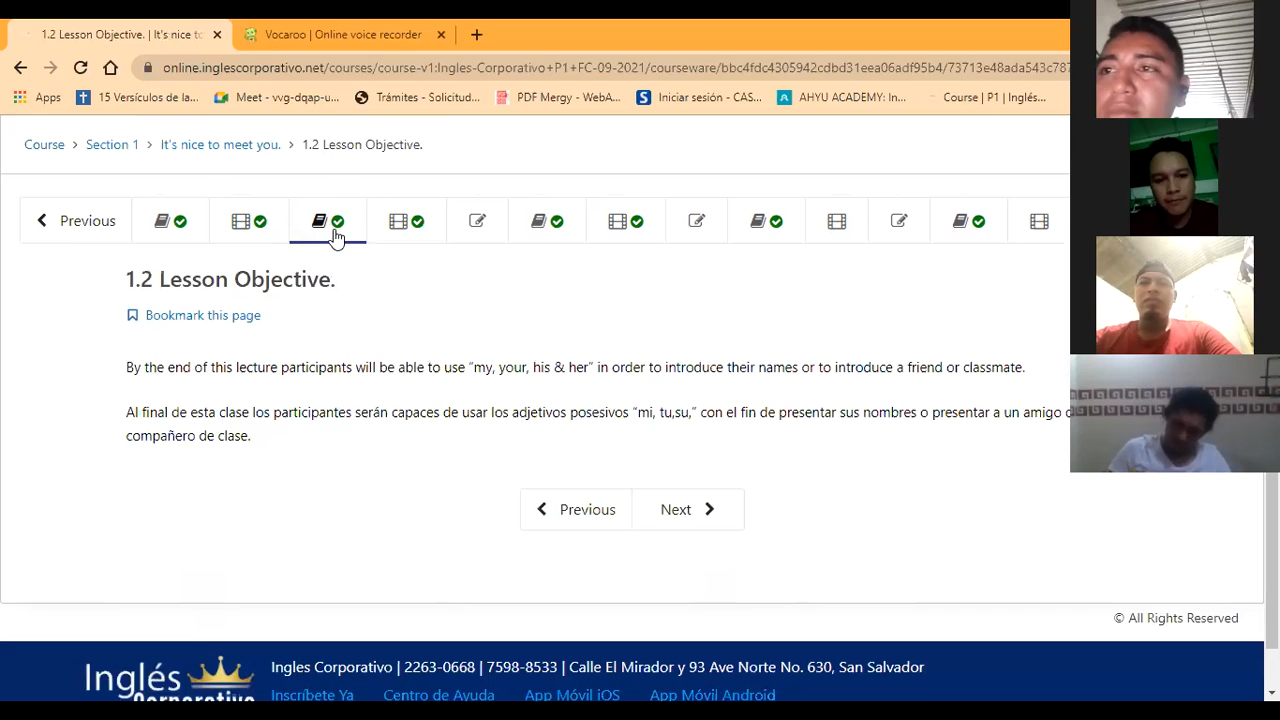 1.2 Lesson Objective. | It's nice to
Vocaroo | Online voice recorder
online.inglescorporativo.net/courses/course-v1:Ingles-Corporativo+P1+FC-09-2021/courseware/bbc4fdc4305942cdbd31eea06adf95b4/73713e48ada543c787
Apps
15 Versículos de la...
Meet - vvg-dqap-u...
Trámites - Solicitud...
PDF Mergy - WebA...
Iniciar sesión - CAS...
AHYU ACADEMY: In...
Course | P1 | Inglés...
Course > Section 1 > It's nice to meet you. > 1.2 Lesson Objective.
Previous
1.2 Lesson Objective.
Bookmark this page
By the end of this lecture participants will be able to use “my, your, his & her” in order to introduce their names or to introduce a friend or classmate.
Al final de esta clase los participantes serán capaces de usar los adjetivos posesivos “mi, tu,su,” con el fin de presentar sus nombres o presentar a un amigo
compañero de clase.
Previous
Next
© All Rights Reserved
Inglés
Corporativo
Ingles Corporativo | 2263-0668 | 7598-8533 | Calle El Mirador y 93 Ave Norte No. 630, San Salvador
Inscríbete Ya
Centro de Ayuda
App Móvil iOS
App Móvil Android